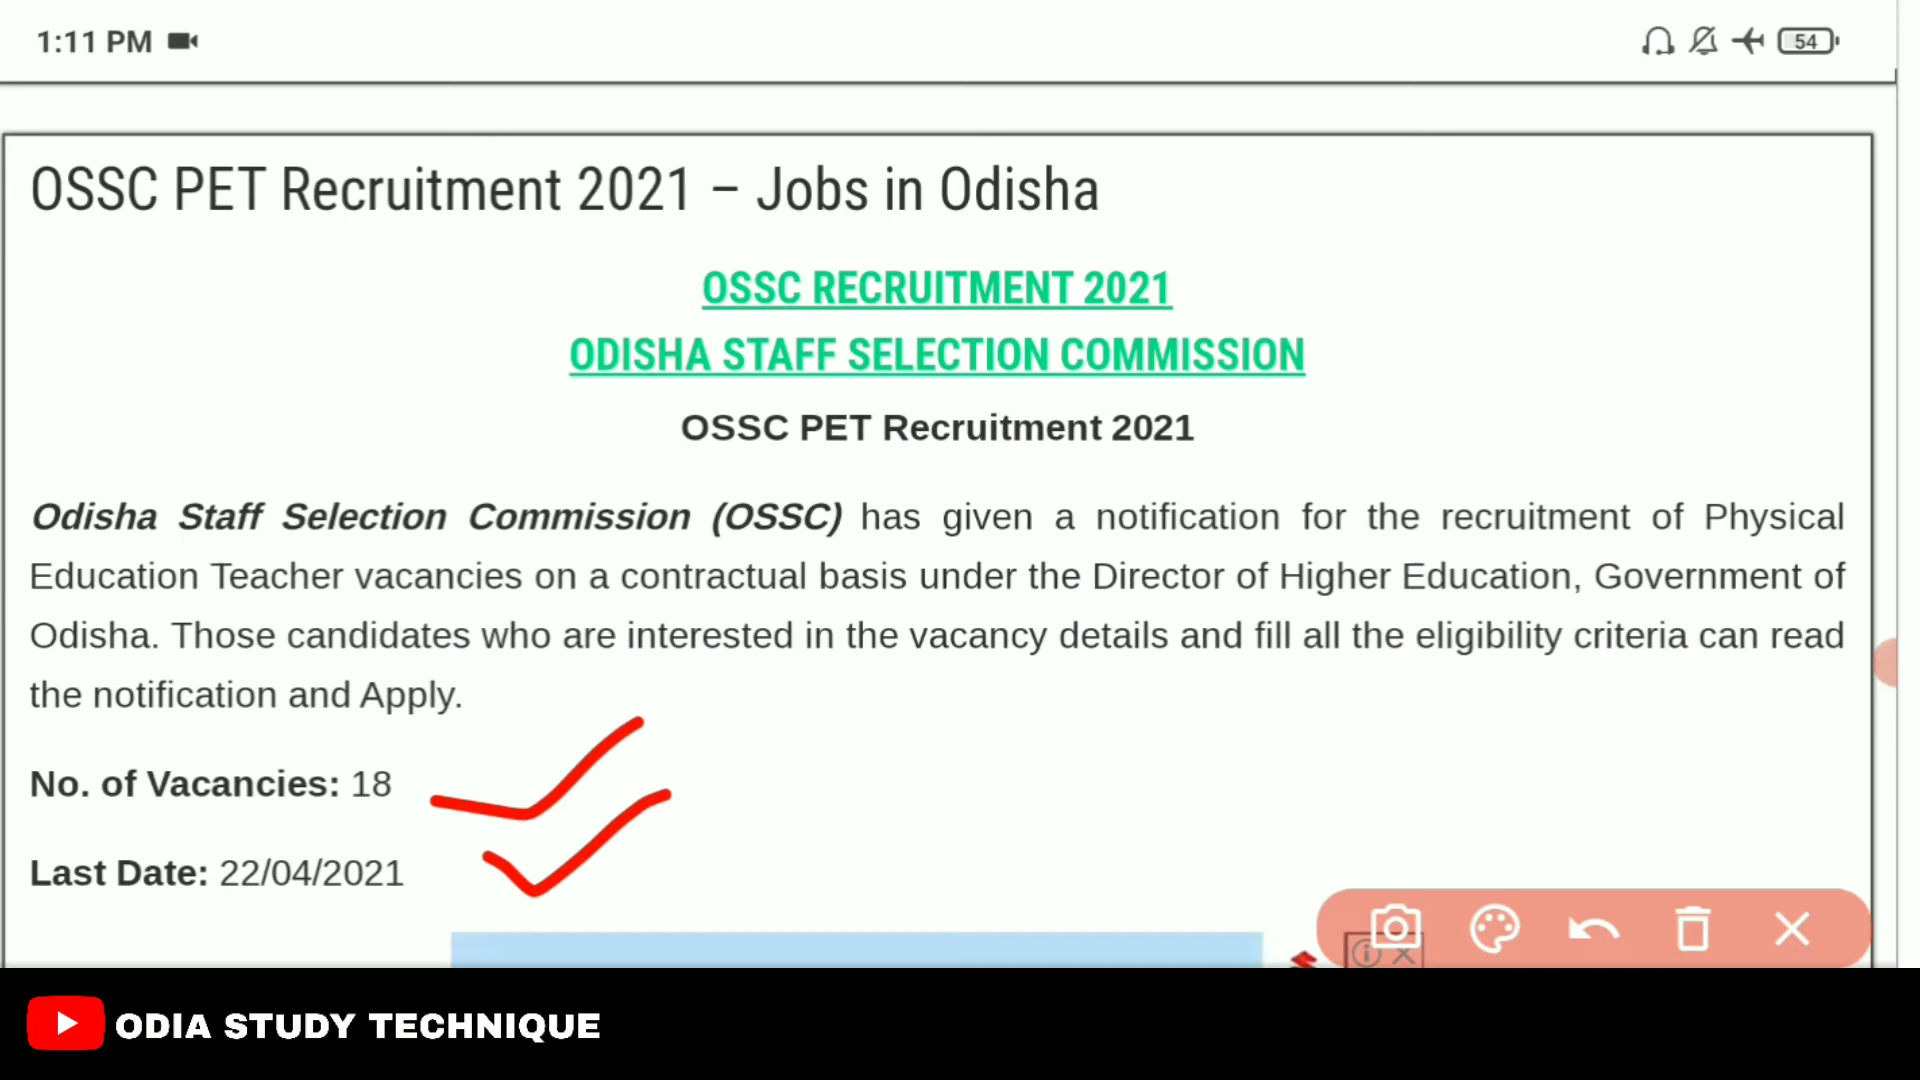 1:11 PM
54
OSSC PET Recruitment 2021 – Jobs in Odisha
OSSC RECRUITMENT 2021
ODISHA STAFF SELECTION COMMISSION
OSSC PET Recruitment 2021
Odisha Staff Selection Commission (OSSC) has given a notification for the recruitment of Physical
Education Teacher vacancies on a contractual basis under the Director of Higher Education, Government of
Odisha. Those candidates who are interested in the vacancy details and fill all the eligibility criteria can read
the notification and Apply.
No. of Vacancies: 18
Last Date: 22/04/2021
ODIA STUDY TECHNIQUE